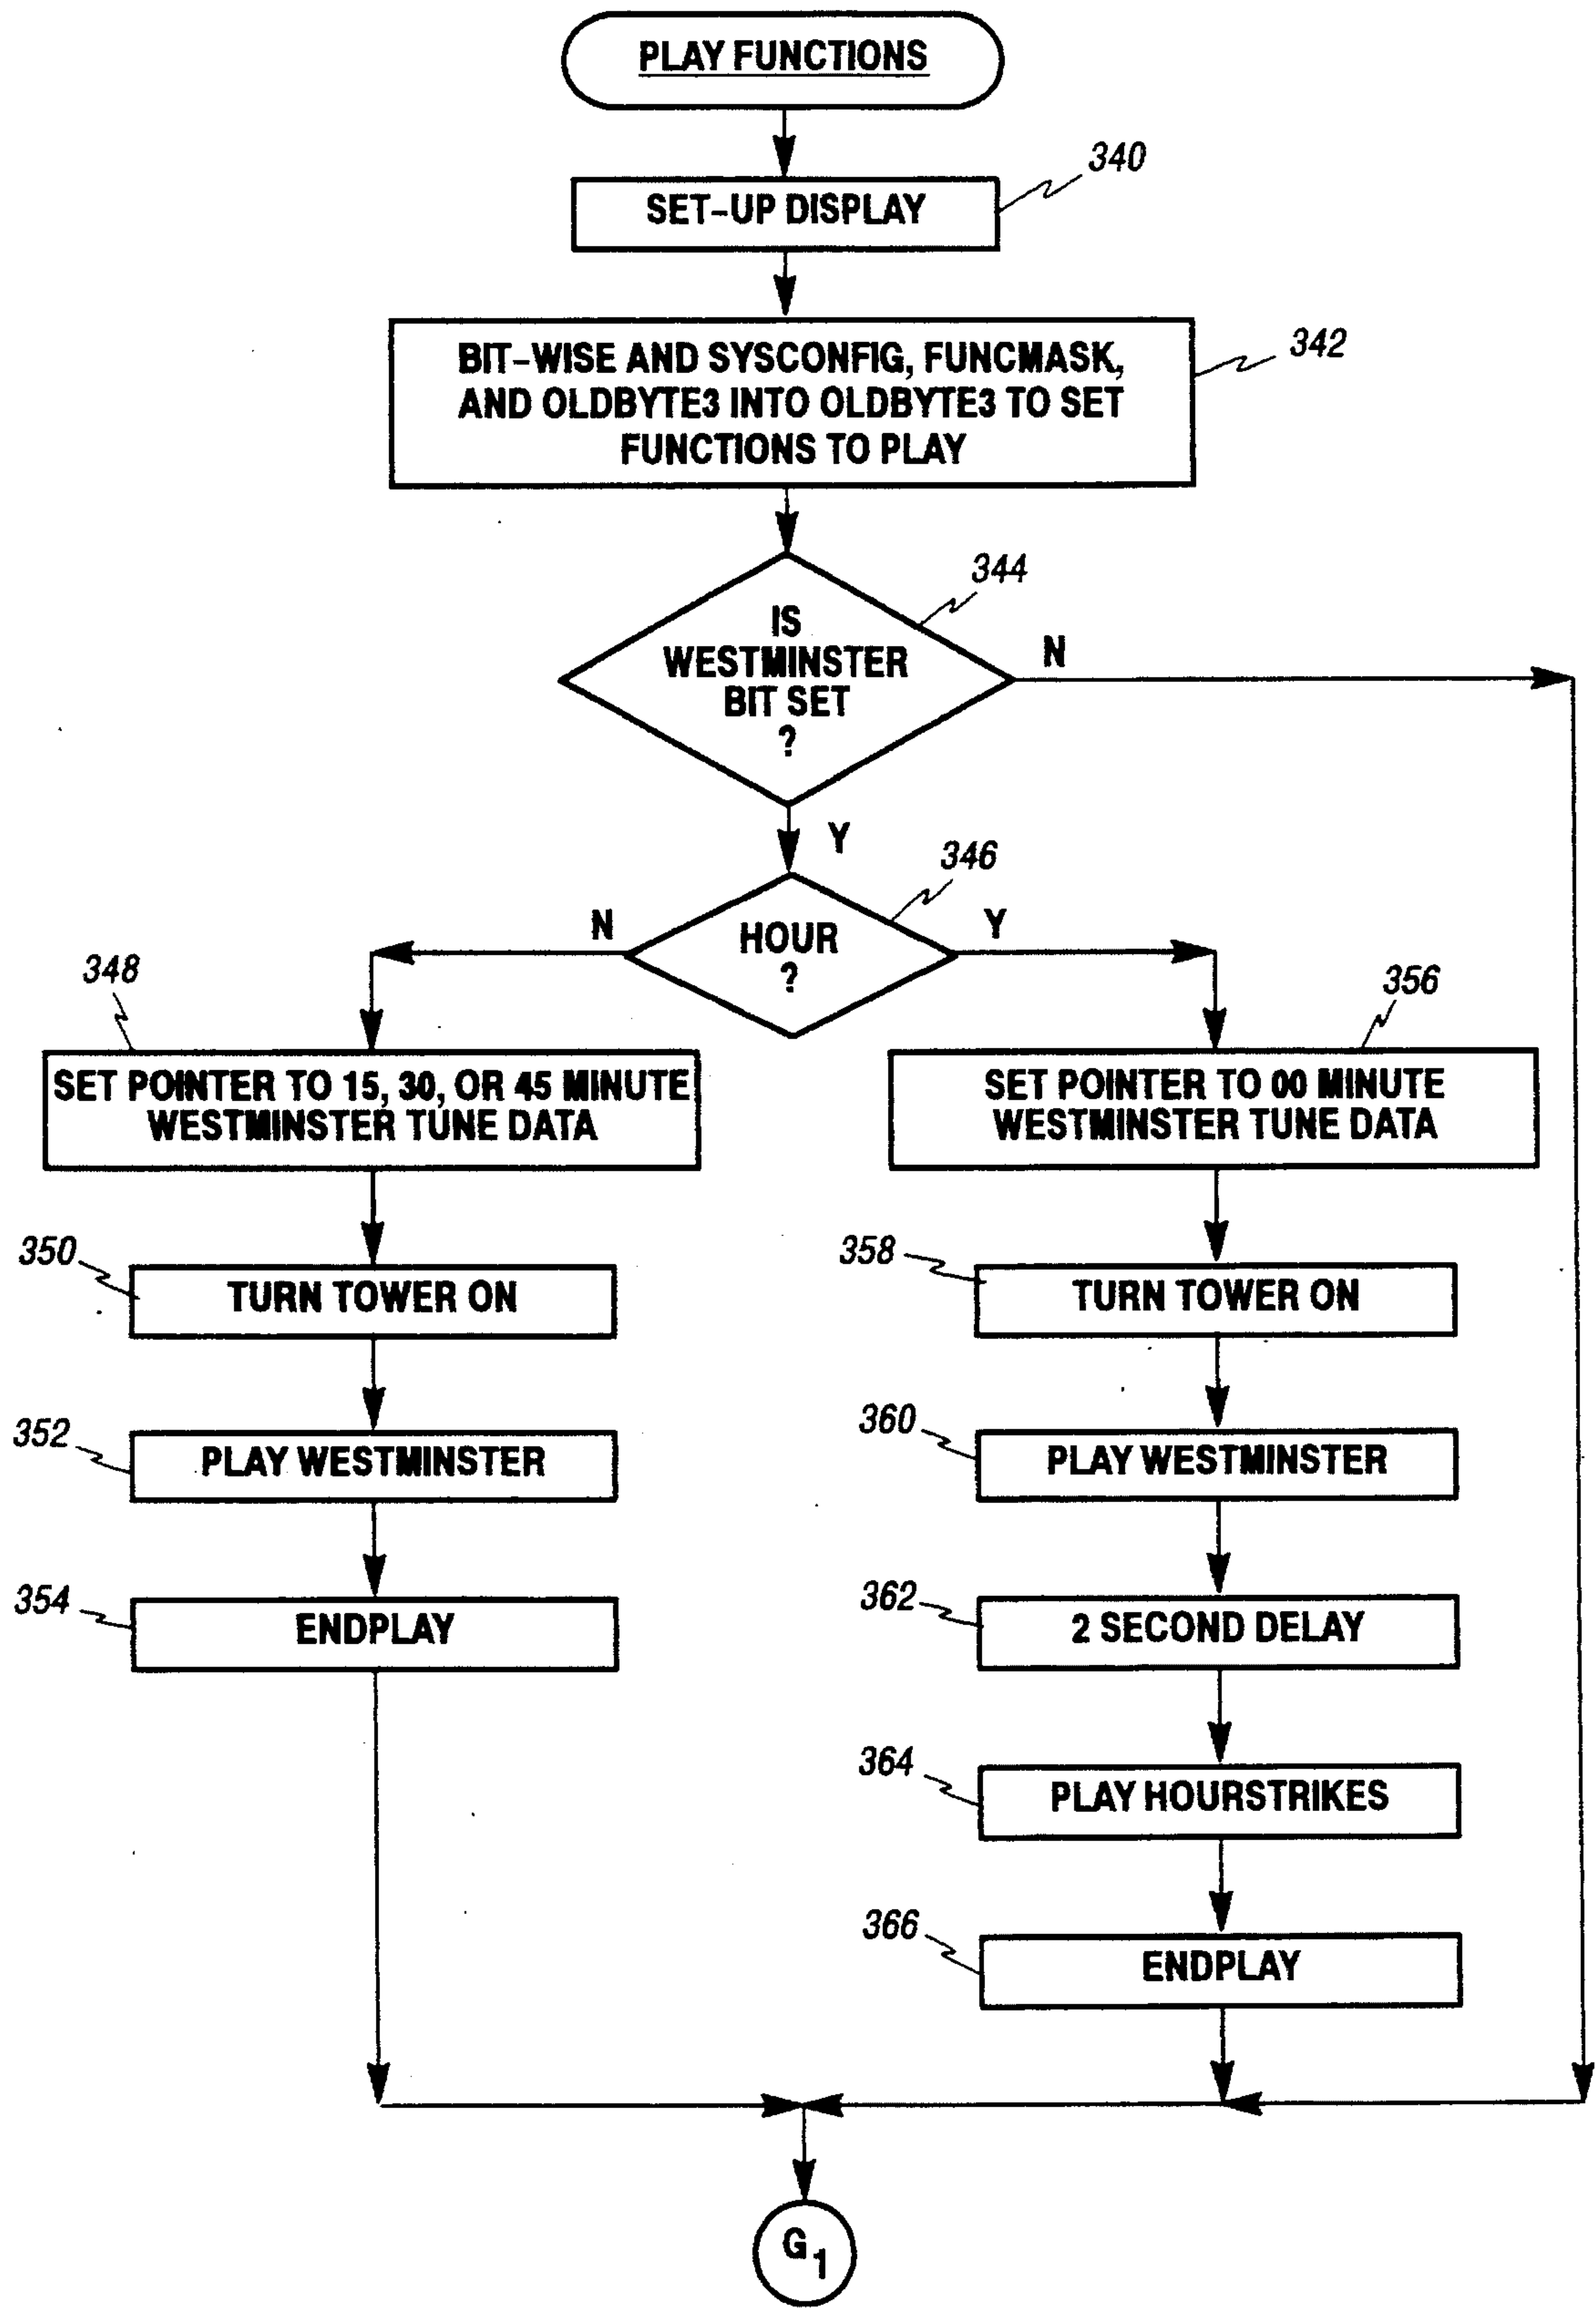 PLAY FUNCTIONS
340
SET-UP DISPLAY
342
BIT-WISE AND SYSCONFIG, FUNCMASK,
AND OLDBYTE3 INTO OLDBYTE3 TO SET
FUNCTIONS TO PLAY
344
IS
WESTMINSTER
BIT SET
?
N
Y
346
HOUR
?
N
Y
348
SET POINTER TO 15, 30, OR 45 MINUTE
WESTMINSTER TUNE DATA
350
TURN TOWER ON
352
PLAY WESTMINSTER
354
ENDPLAY
356
SET POINTER TO 00 MINUTE
WESTMINSTER TUNE DATA
358
TURN TOWER ON
360
PLAY WESTMINSTER
362
2 SECOND DELAY
364
PLAY HOURSTRIKES
366
ENDPLAY
G1